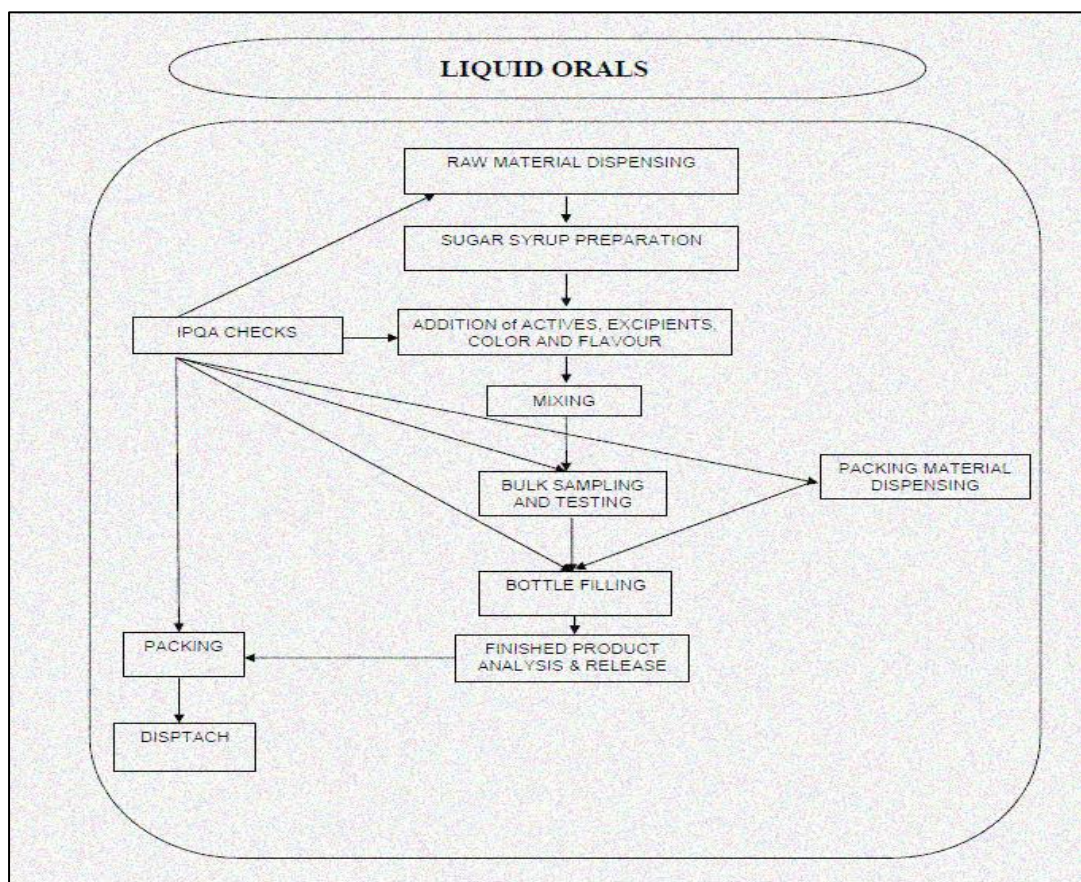 LIQUID ORALS
RAW MATERIAL DISPENSING
SUGAR SYRUP PREPARATION
IPQA CHECKS
ADDITION of ACTIVES, EXCIPIENTS,
COLOR AND FLAVOUR
MIXING
BULK SAMPLING
AND TESTING
PACKING MATERIAL
DISPENSING
BOTTLE FILLING
PACKING
FINISHED PRODUCT
ANALYSIS & RELEASE
DISPTACH